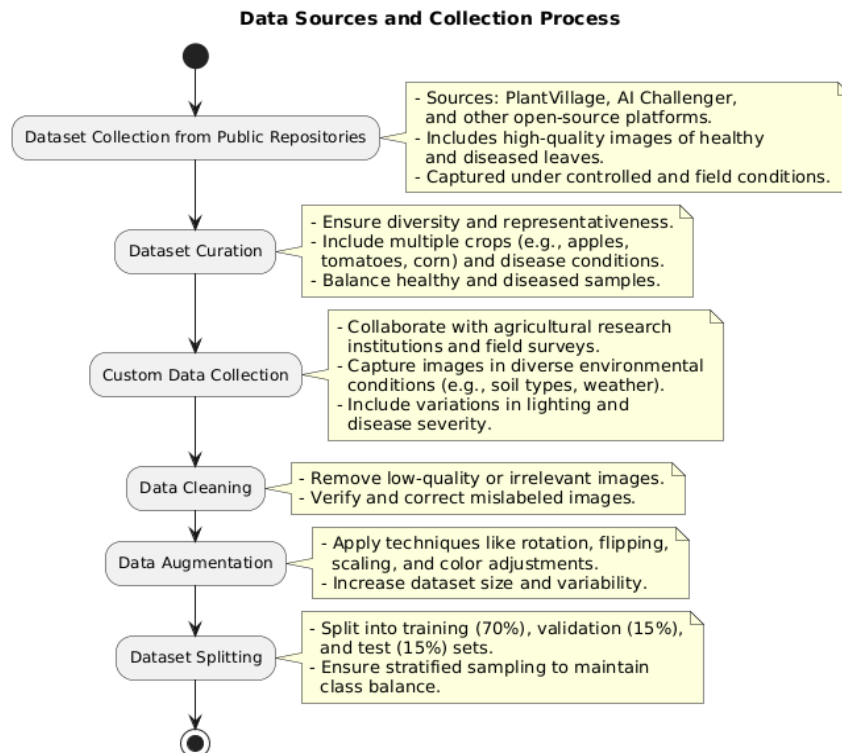 Data Sources and Collection Process
Dataset Collection from Public Repositories
- Sources: PlantVillage, AI Challenger,
and other open-source platforms.
- Includes high-quality images of healthy
and diseased leaves.
- Captured under controlled and field conditions.
Dataset Curation
- Ensure diversity and representativeness.
- Include multiple crops (e.g., apples,
tomatoes, corn) and disease conditions.
- Balance healthy and diseased samples.
Custom Data Collection
- Collaborate with agricultural research
institutions and field surveys.
- Capture images in diverse environmental
conditions (e.g., soil types, weather).
- Include variations in lighting and
disease severity.
Data Cleaning
- Remove low-quality or irrelevant images.
- Verify and correct mislabeled images.
Data Augmentation
- Apply techniques like rotation, flipping,
scaling, and color adjustments.
- Increase dataset size and variability.
Dataset Splitting
- Split into training (70%), validation (15%),
and test (15%) sets.
- Ensure stratified sampling to maintain
class balance.